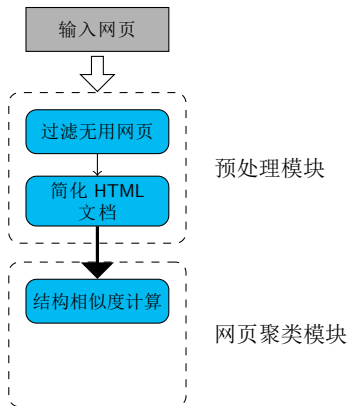 输入网页
过滤无用网页
简化 HTML
文档
预处理模块
结构相似度计算
网页聚类模块